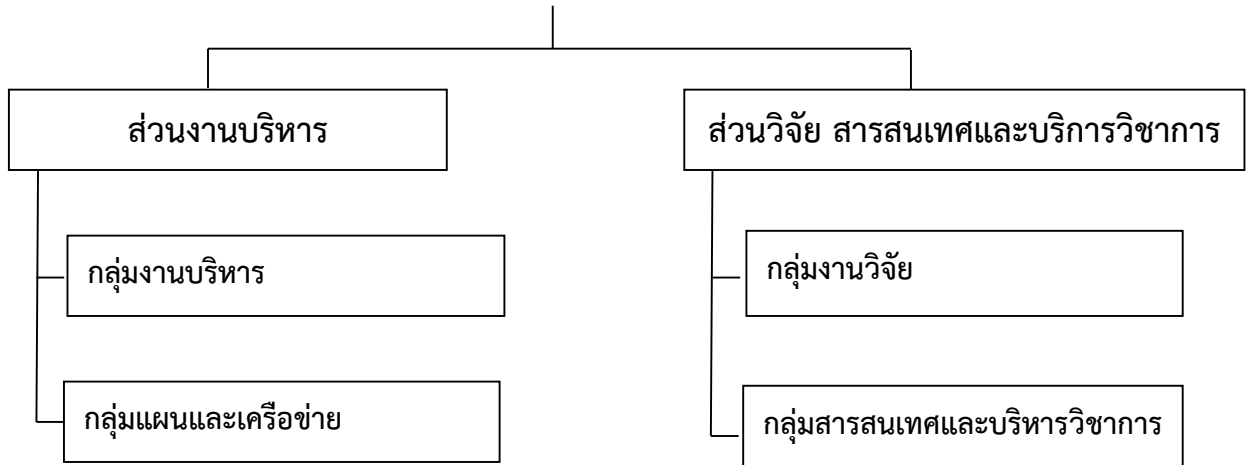 ส่วนงานบริหาร
ส่วนวิจัย สารสนเทศและบริการวิชาการ
กลุ่มงานบริหาร
กลุ่มงานวิจัย
กลุ่มแผนและเครือข่าย
กลุ่มสารสนเทศและบริหารวิชาการ